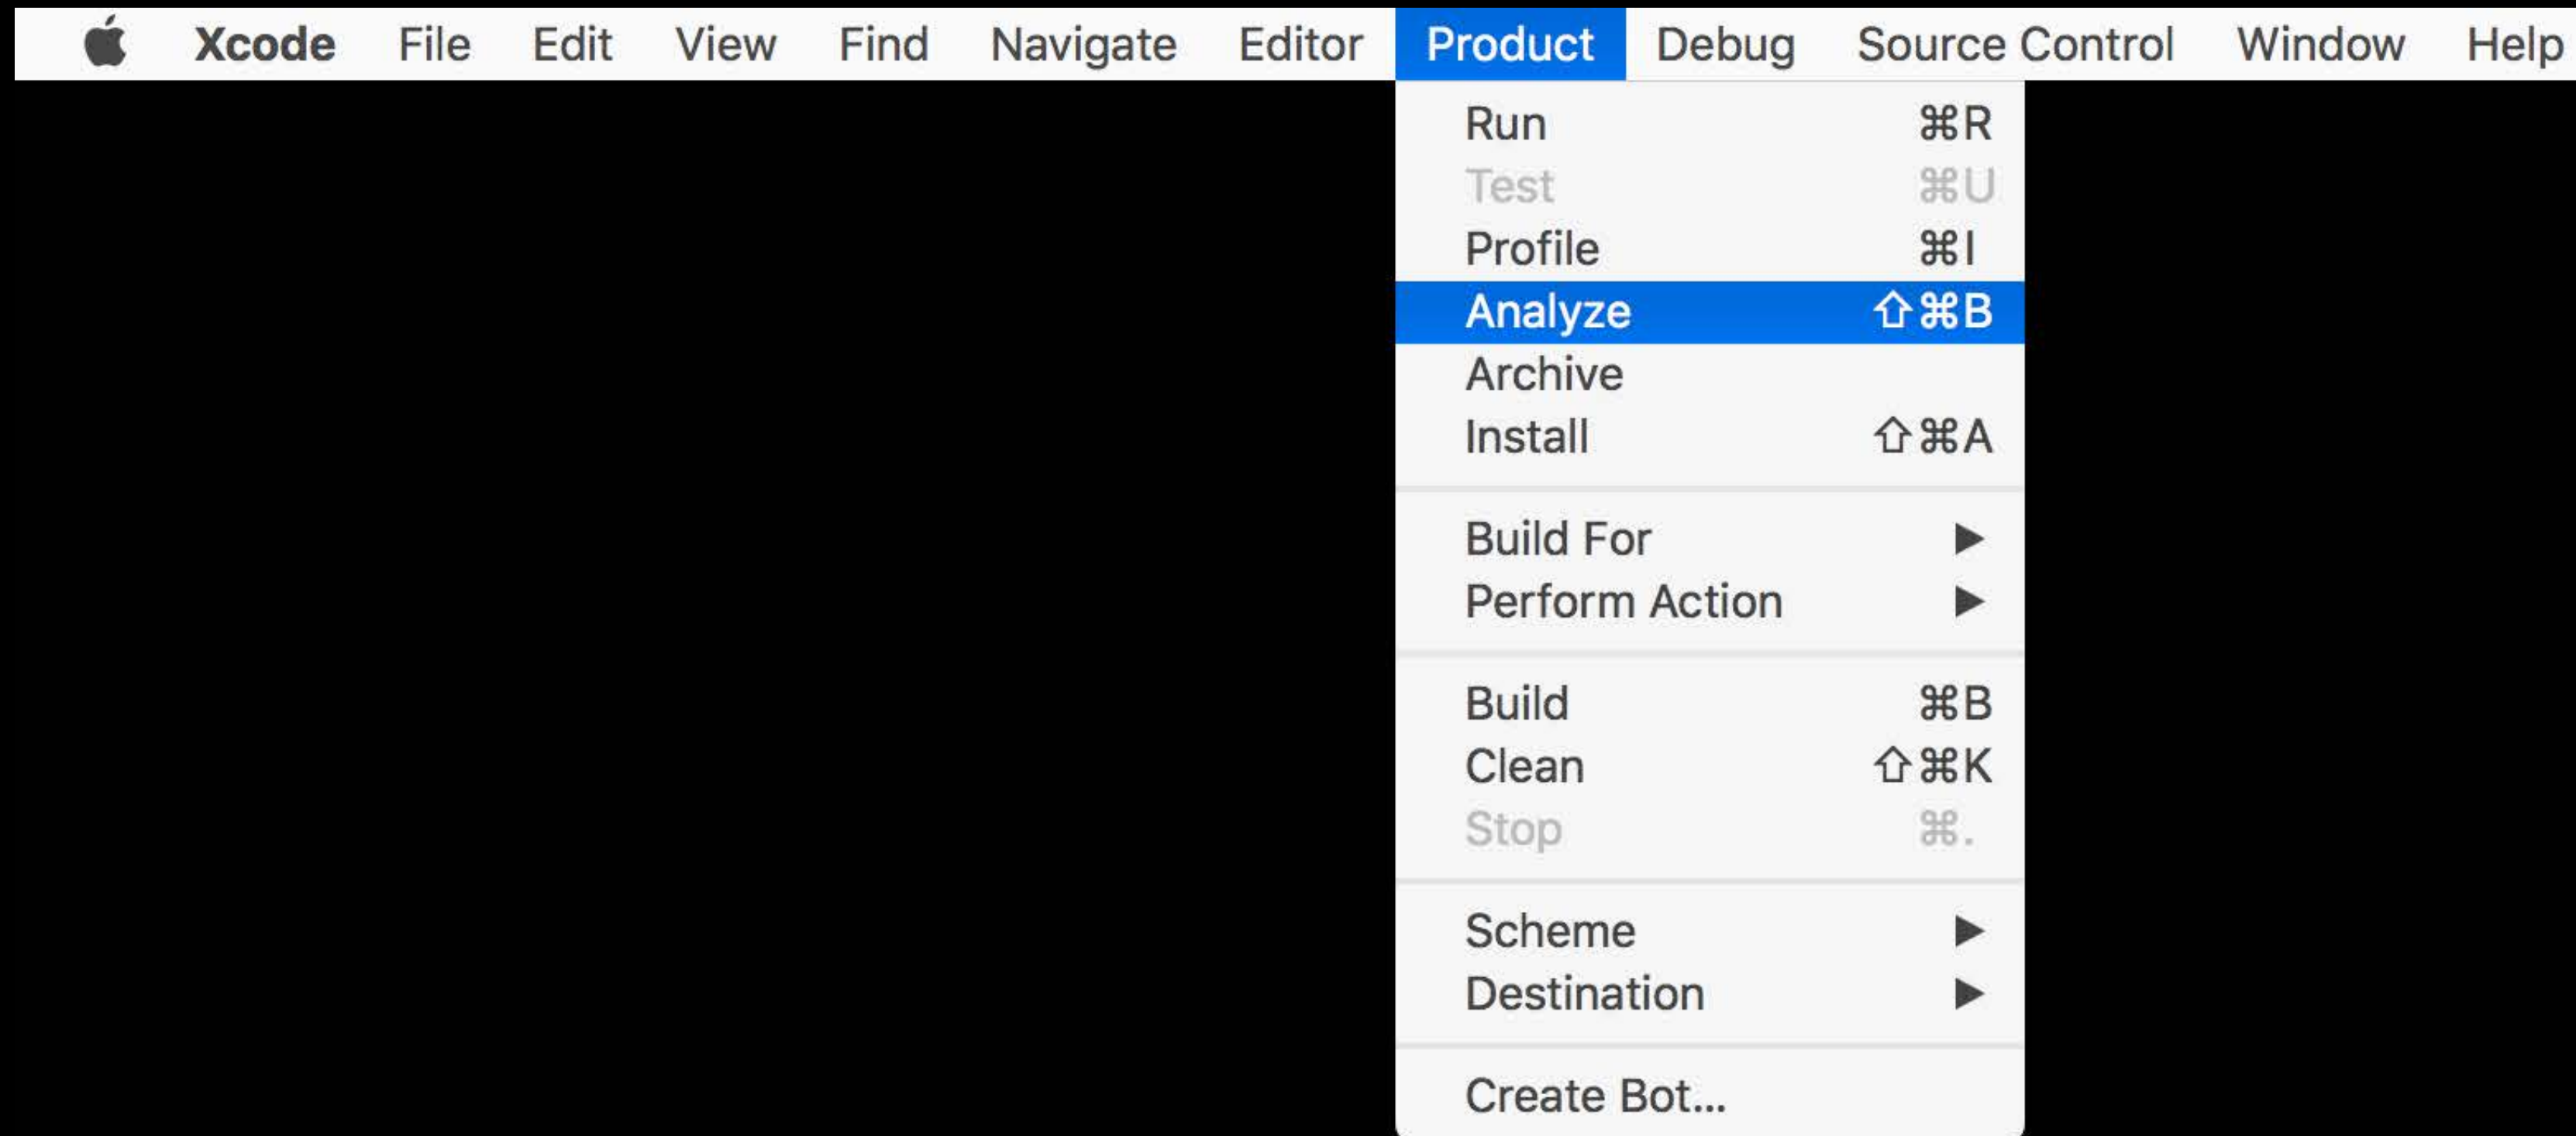 Xcode File Edit View Find Navigate Editor Product Debug Source Control Window Help
Run ⌘R
Test ⌘U
Profile ⌘I
Analyze ⇧⌘B
Archive
Install ⇧⌘A
Build For ▶
Perform Action ▶
Build ⌘B
Clean ⇧⌘K
Stop ⌘.
Scheme ▶
Destination ▶
Create Bot...